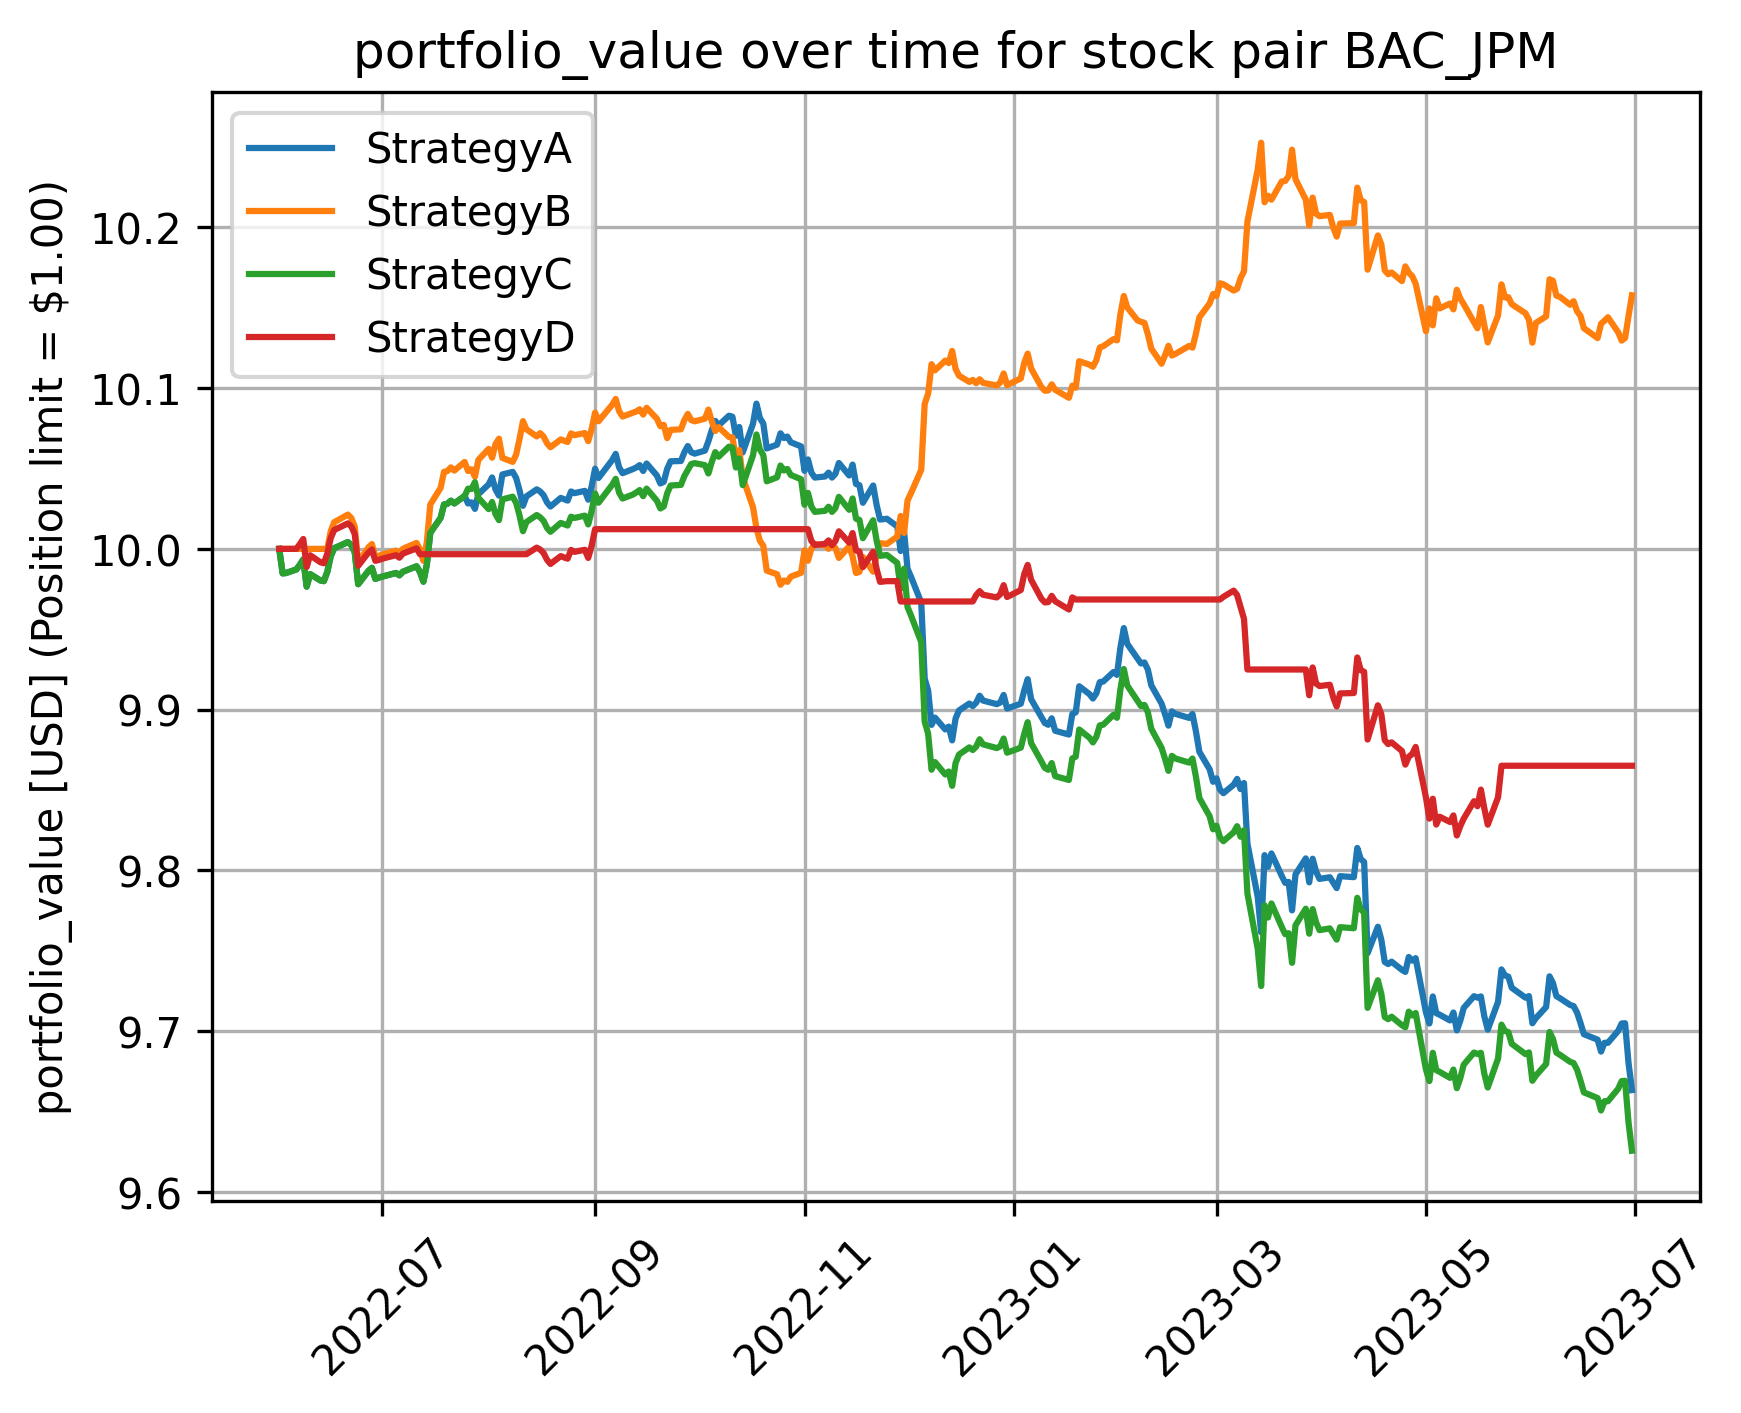 portfolio_value over time for stock pair BAC_JPM
StrategyA
StrategyB
StrategyC
StrategyD
portfolio_value [USD] (Position limit = $1.00)
10.2
10.1
10.0
9.9
9.8
9.7
9.6
2022-07
2022-09
2022-11
2023-01
2023-03
2023-05
2023-07